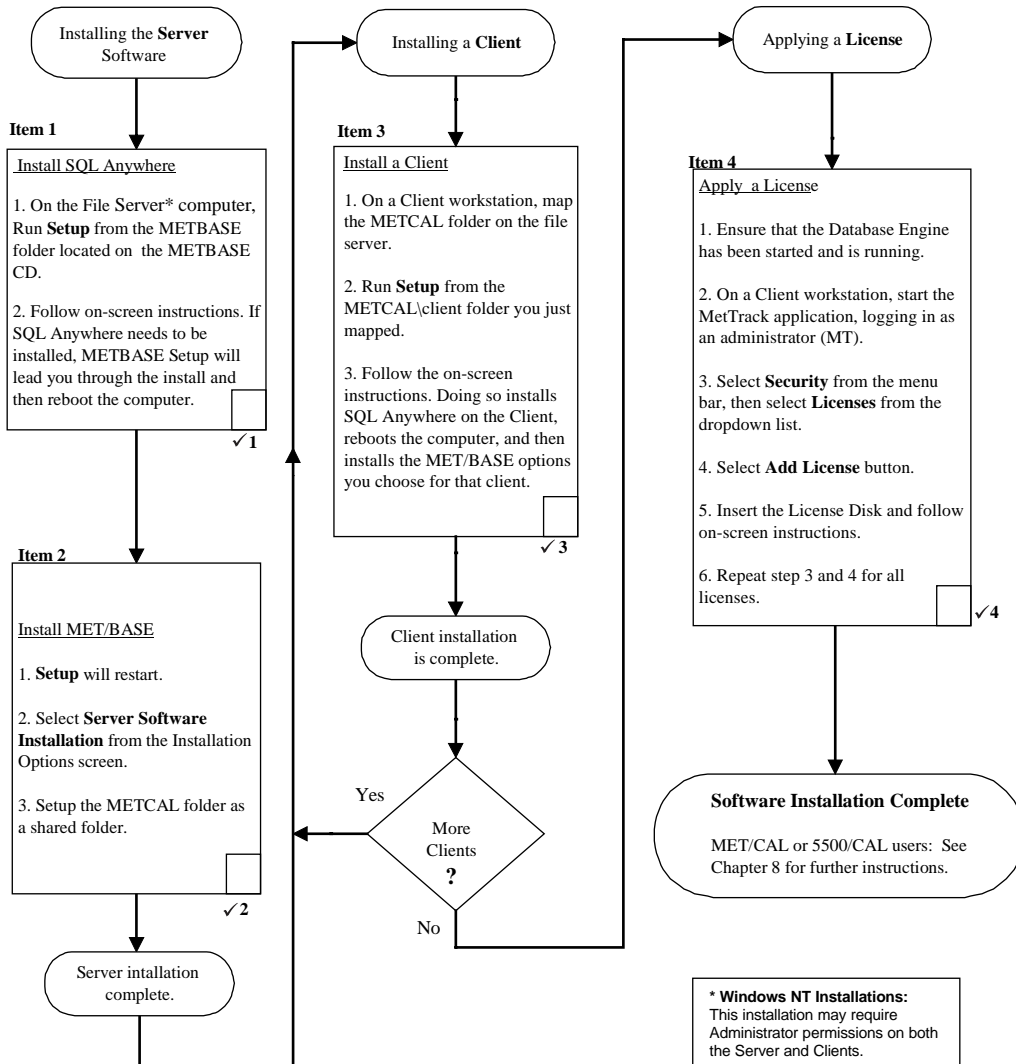 Installing the Server
Software
Item 1
Install SQL Anywhere
1. On the File Server* computer,
Run Setup from the METBASE
folder located on the METBASE
CD.
2. Follow on-screen instructions. If
SQL Anywhere needs to be
installed, METBASE Setup will
lead you through the install and
then reboot the computer.
✓1
Item 2
Install MET/BASE
1. Setup will restart.
2. Select Server Software
Installation from the Installation
Options screen.
3. Setup the METCAL folder as
a shared folder.
✓2
Server intallation
complete.
Installing a Client
Item 3
Install a Client
1. On a Client workstation, map
the METCAL folder on the file
server.
2. Run Setup from the
METCAL\client folder you just
mapped.
3. Follow the on-screen
instructions. Doing so installs
SQL Anywhere on the Client,
reboots the computer, and then
installs the MET/BASE options
you choose for that client.
✓3
Client installation
is complete.
Yes
More
Clients
?
No
Applying a License
Item 4
Apply a License
1. Ensure that the Database Engine
has been started and is running.
2. On a Client workstation, start the
MetTrack application, logging in as
an administrator (MT).
3. Select Security from the menu
bar, then select Licenses from the
dropdown list.
4. Select Add License button.
5. Insert the License Disk and follow
on-screen instructions.
6. Repeat step 3 and 4 for all
licenses.
✓4
Software Installation Complete
MET/CAL or 5500/CAL users: See
Chapter 8 for further instructions.
* Windows NT Installations:
This installation may require
Administrator permissions on both
the Server and Clients.